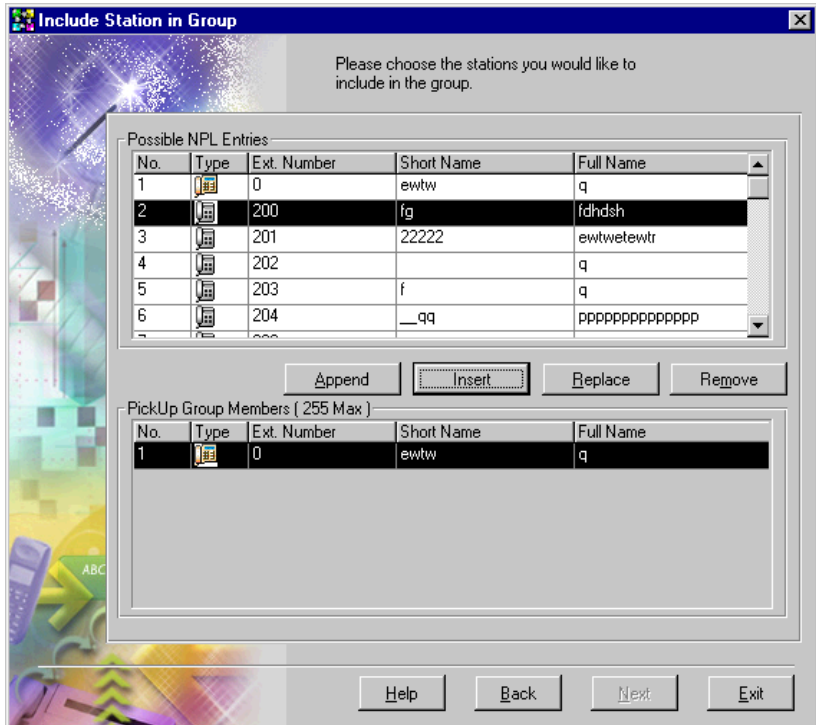 Include Station in Group
Please choose the stations you would like to
include in the group.
Possible NPL Entries
No. Type Ext. Number Short Name Full Name
1 0 ewtw q
2 200 fg fdhdsh
3 201 22222 ewtwetewtr
4 202 q
5 203 f q
6 204 __qq pppppppppppppp
Append Insert Replace Remove
PickUp Group Members ( 255 Max )
No. Type Ext. Number Short Name Full Name
1 0 ewtw q
ABC
Help Back Next Exit